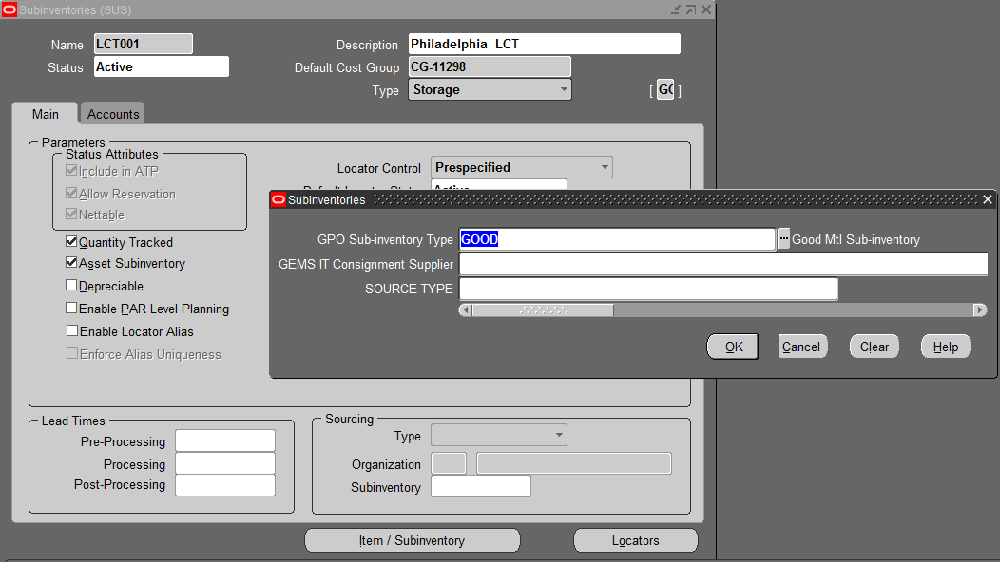 Subinventories (SUS)
Name LCT001
Description Philadelphia LCT
Status Active
Default Cost Group CG-11298
Type Storage
[ GO ]
Main Accounts
Parameters
Status Attributes
Include in ATP
Allow Reservation
Nettable
Quantity Tracked
Asset Subinventory
Depreciable
Enable PAR Level Planning
Enable Locator Alias
Enforce Alias Uniqueness
Locator Control Prespecified
Subinventories
GPO Sub-inventory Type GOOD ... Good Mtl Sub-inventory
GEMS IT Consignment Supplier
SOURCE TYPE
OK Cancel Clear Help
Lead Times
Pre-Processing
Processing
Post-Processing
Sourcing
Type
Organization
Subinventory
Item / Subinventory Locators